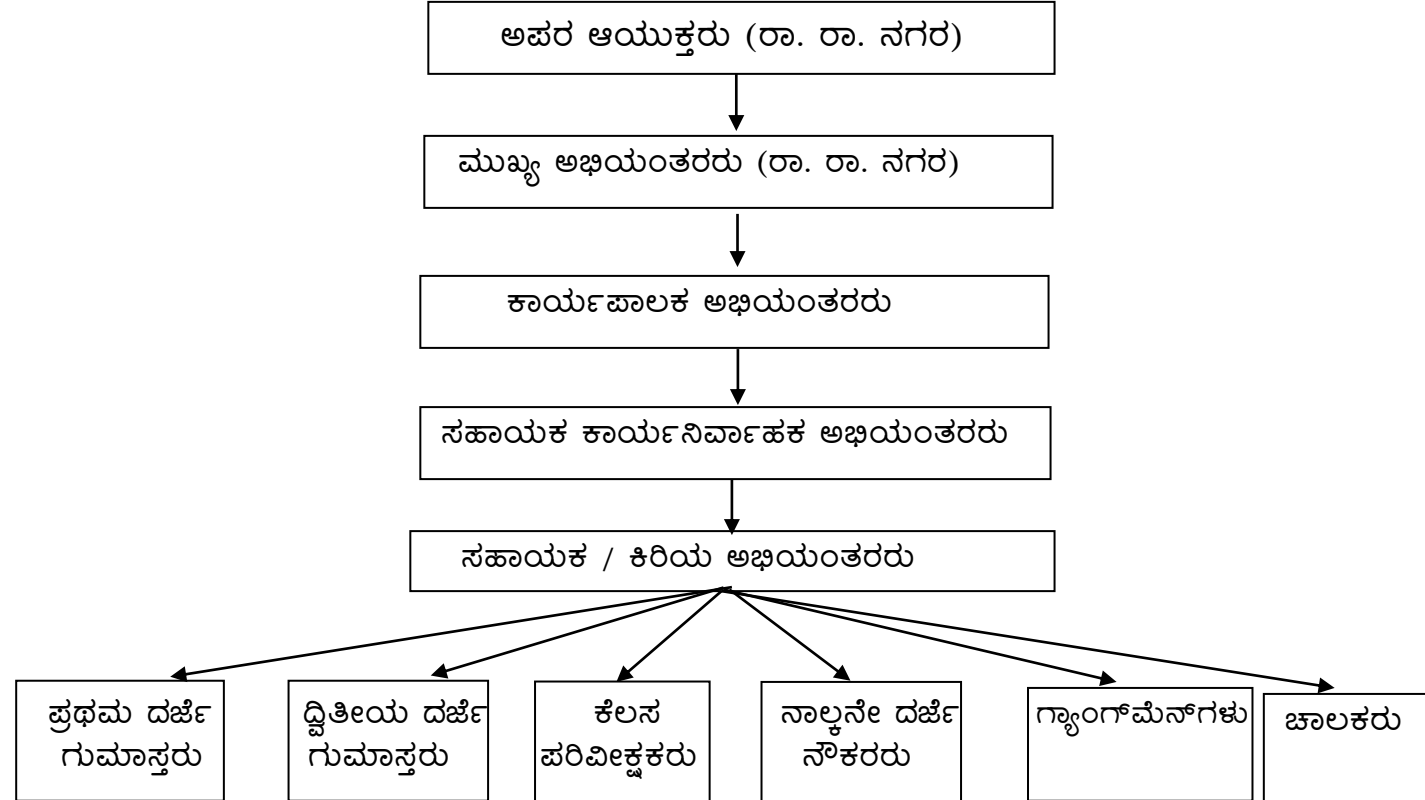 ಅಪರ ಆಯುಕ್ತರು (ರಾ. ರಾ. ನಗರ)
ಮುಖ್ಯ ಅಭಿಯಂತರರು (ರಾ. ರಾ. ನಗರ)
ಕಾರ್ಯಪಾಲಕ ಅಭಿಯಂತರರು
ಸಹಾಯಕ ಕಾರ್ಯನಿರ್ವಾಹಕ ಅಭಿಯಂತರರು
ಸಹಾಯಕ / ಕಿರಿಯ ಅಭಿಯಂತರರು
ಪ್ರಥಮ ದರ್ಜೆ
ಗುಮಾಸ್ತರು
ದ್ವಿತೀಯ ದರ್ಜೆ
ಗುಮಾಸ್ತರು
ಕೆಲಸ
ಪರಿವೀಕ್ಷಕರು
ನಾಲ್ಕನೇ ದರ್ಜೆ
ನೌಕರರು
ಗ್ಯಾಂಗ್‌ಮೆನ್‌ಗಳು
ಚಾಲಕರು